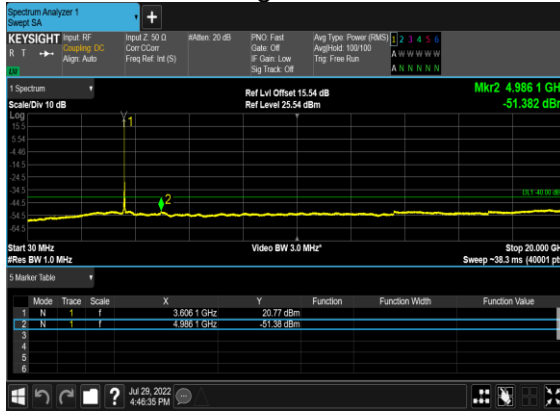 Spectrum Analyzer 1
Swept SA
+
KEYSIGHT Input: RF Input Z: 50 Ω #Atten: 20 dB PNO: Fast Avg Type: Power (RMS) 1 2 3 4 5 6
R T Coupling: DC Corr CCorr Gate: Off Avg|Hold: 100/100 A W W W W W
Align: Auto Freq Ref: Int (S) IF Gain: Low Trig: Free Run
Sig Track: Off A N N N N N
LW
1 Spectrum Ref Lvl Offset 15.54 dB Mkr2 4.986 1 GH
Scale/Div 10 dB Ref Level 25.54 dBm -51.382 dB
Log
15.5
5.54
-4.46
-14.5
-24.5
-34.5
-44.5
-54.5
-64.5
1
2
DL1 -40.00 dB
Start 30 MHz Video BW 3.0 MHz* Stop 20.000 GH
#Res BW 1.0 MHz Sweep ~38.3 ms (40001 pt
5 Marker Table
Mode Trace Scale X Y Function Function Width Function Value
1 N 1 f 3.606 1 GHz 20.77 dBm
2 N 1 f 4.986 1 GHz -51.38 dBm
3
4
5
6
? Jul 29, 2022
4:46:35 PM